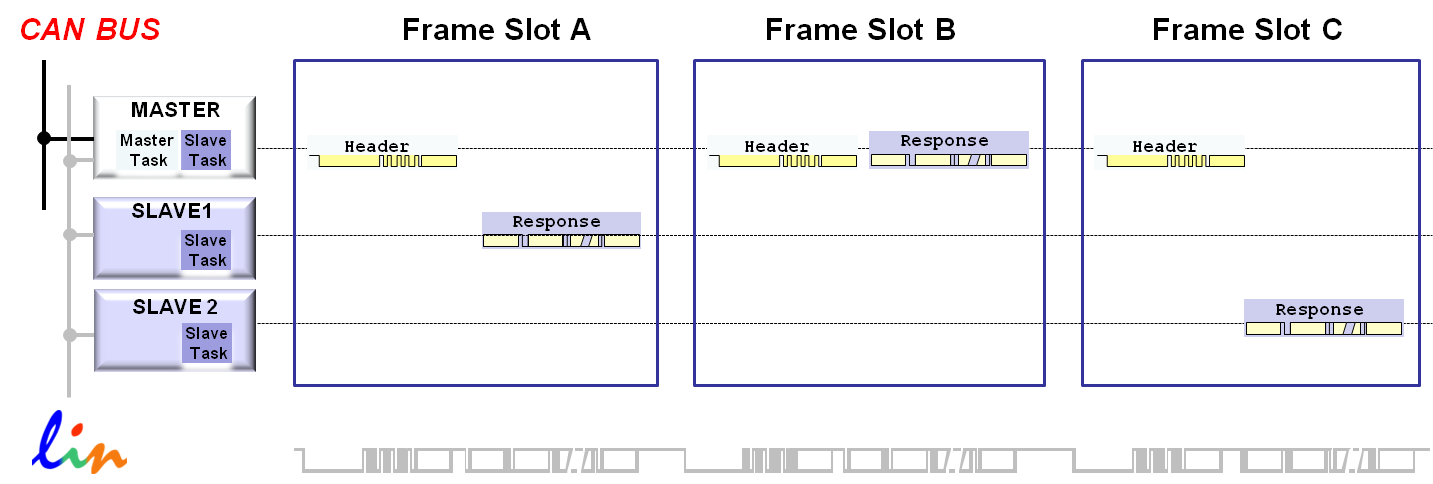 CAN BUS
Frame Slot A
Frame Slot B
Frame Slot C
MASTER
Master Task
Slave Task
Header
Header
Response
Header
SLAVE1
Slave Task
Response
SLAVE 2
Slave Task
Response
lin